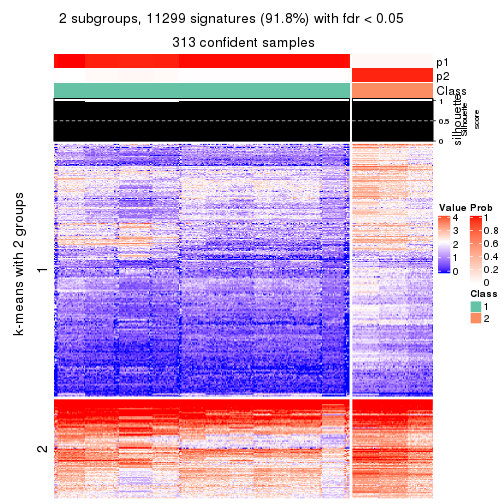 2 subgroups, 11299 signatures (91.8%) with fdr < 0.05
313 confident samples
p1
p2
Class
1
0.5
0
silhouette
Silhouette
score
k-means with 2 groups
1
2
Value
4
3
2
1
0
Prob
1
0.8
0.6
0.4
0.2
0
Class
1
2